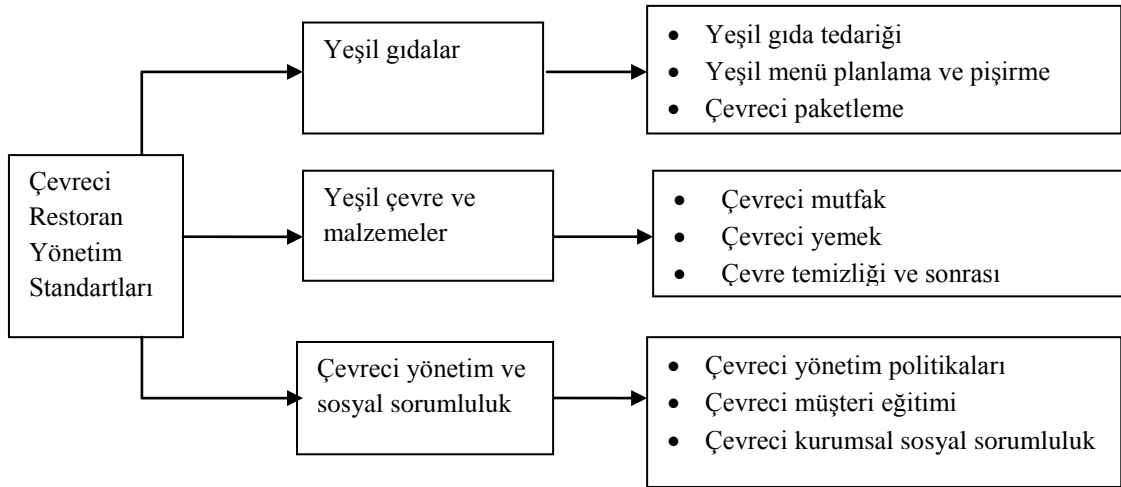 Çevreci
Restoran
Yönetim
Standartları
Yeşil gıdalar
• Yeşil gıda tedariği
• Yeşil menü planlama ve pişirme
• Çevreci paketleme
Yeşil çevre ve
malzemeler
• Çevreci mutfak
• Çevreci yemek
• Çevre temizliği ve sonrası
Çevreci yönetim ve
sosyal sorumluluk
• Çevreci yönetim politikaları
• Çevreci müşteri eğitimi
• Çevreci kurumsal sosyal sorumluluk